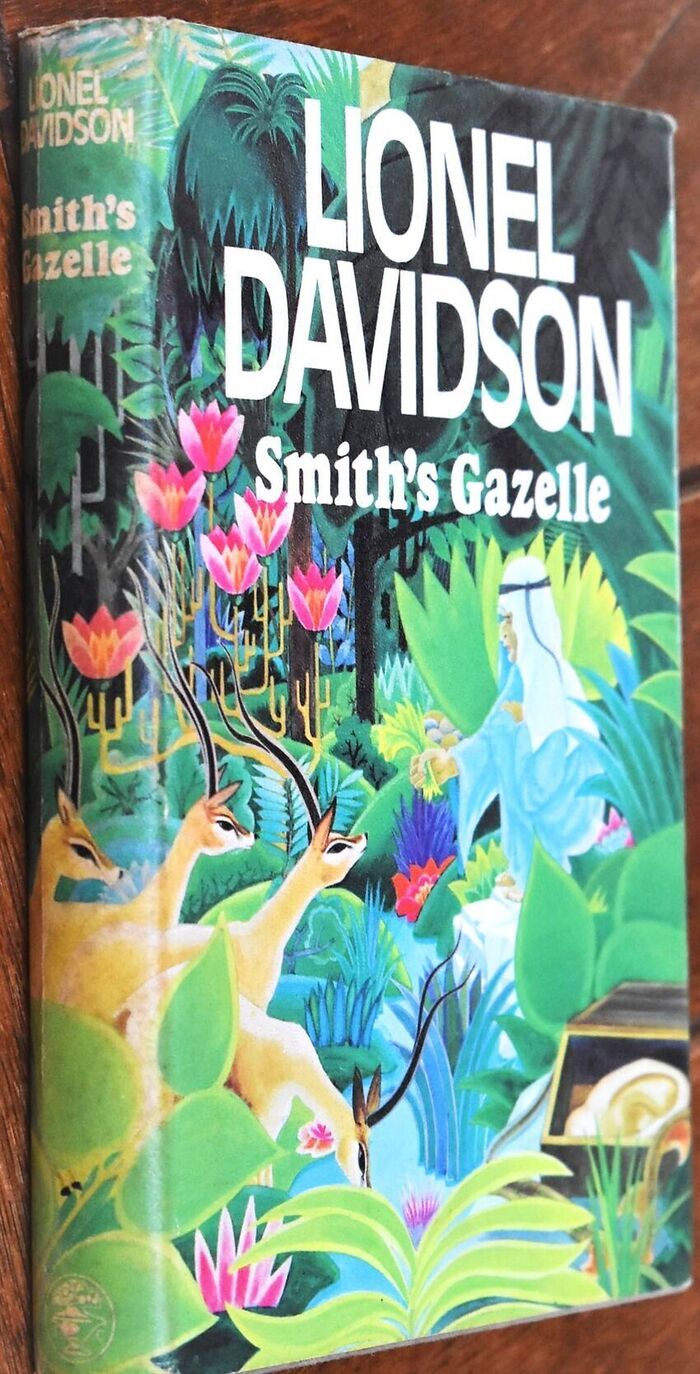 LIONEL
DAVIDSON
Smith's
Gazelle
LIONEL
DAVIDSON
Smith's Gazelle